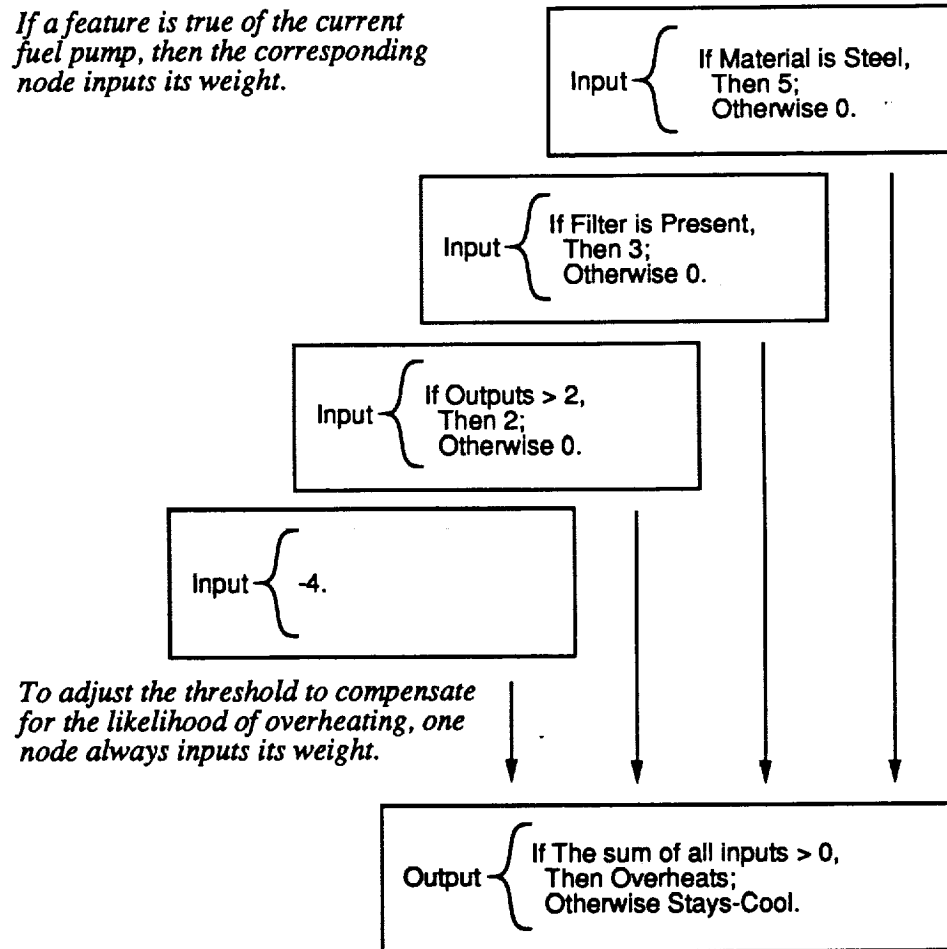 If a feature is true of the current
fuel pump, then the corresponding
node inputs its weight.
Input
If Material is Steel,
Then 5;
Otherwise 0.
Input
If Filter is Present,
Then 3;
Otherwise 0.
Input
If Outputs > 2,
Then 2;
Otherwise 0.
Input
-4.
To adjust the threshold to compensate
for the likelihood of overheating, one
node always inputs its weight.
Output
If The sum of all inputs > 0,
Then Overheats;
Otherwise Stays-Cool.